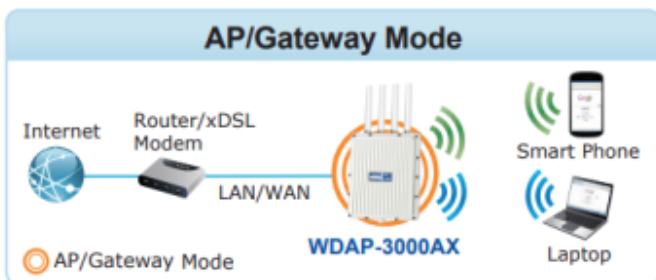 AP/Gateway Mode
Internet
Router/xDSL
Modem
LAN/WAN
WDAP-3000AX
Smart Phone
Laptop
AP/Gateway Mode